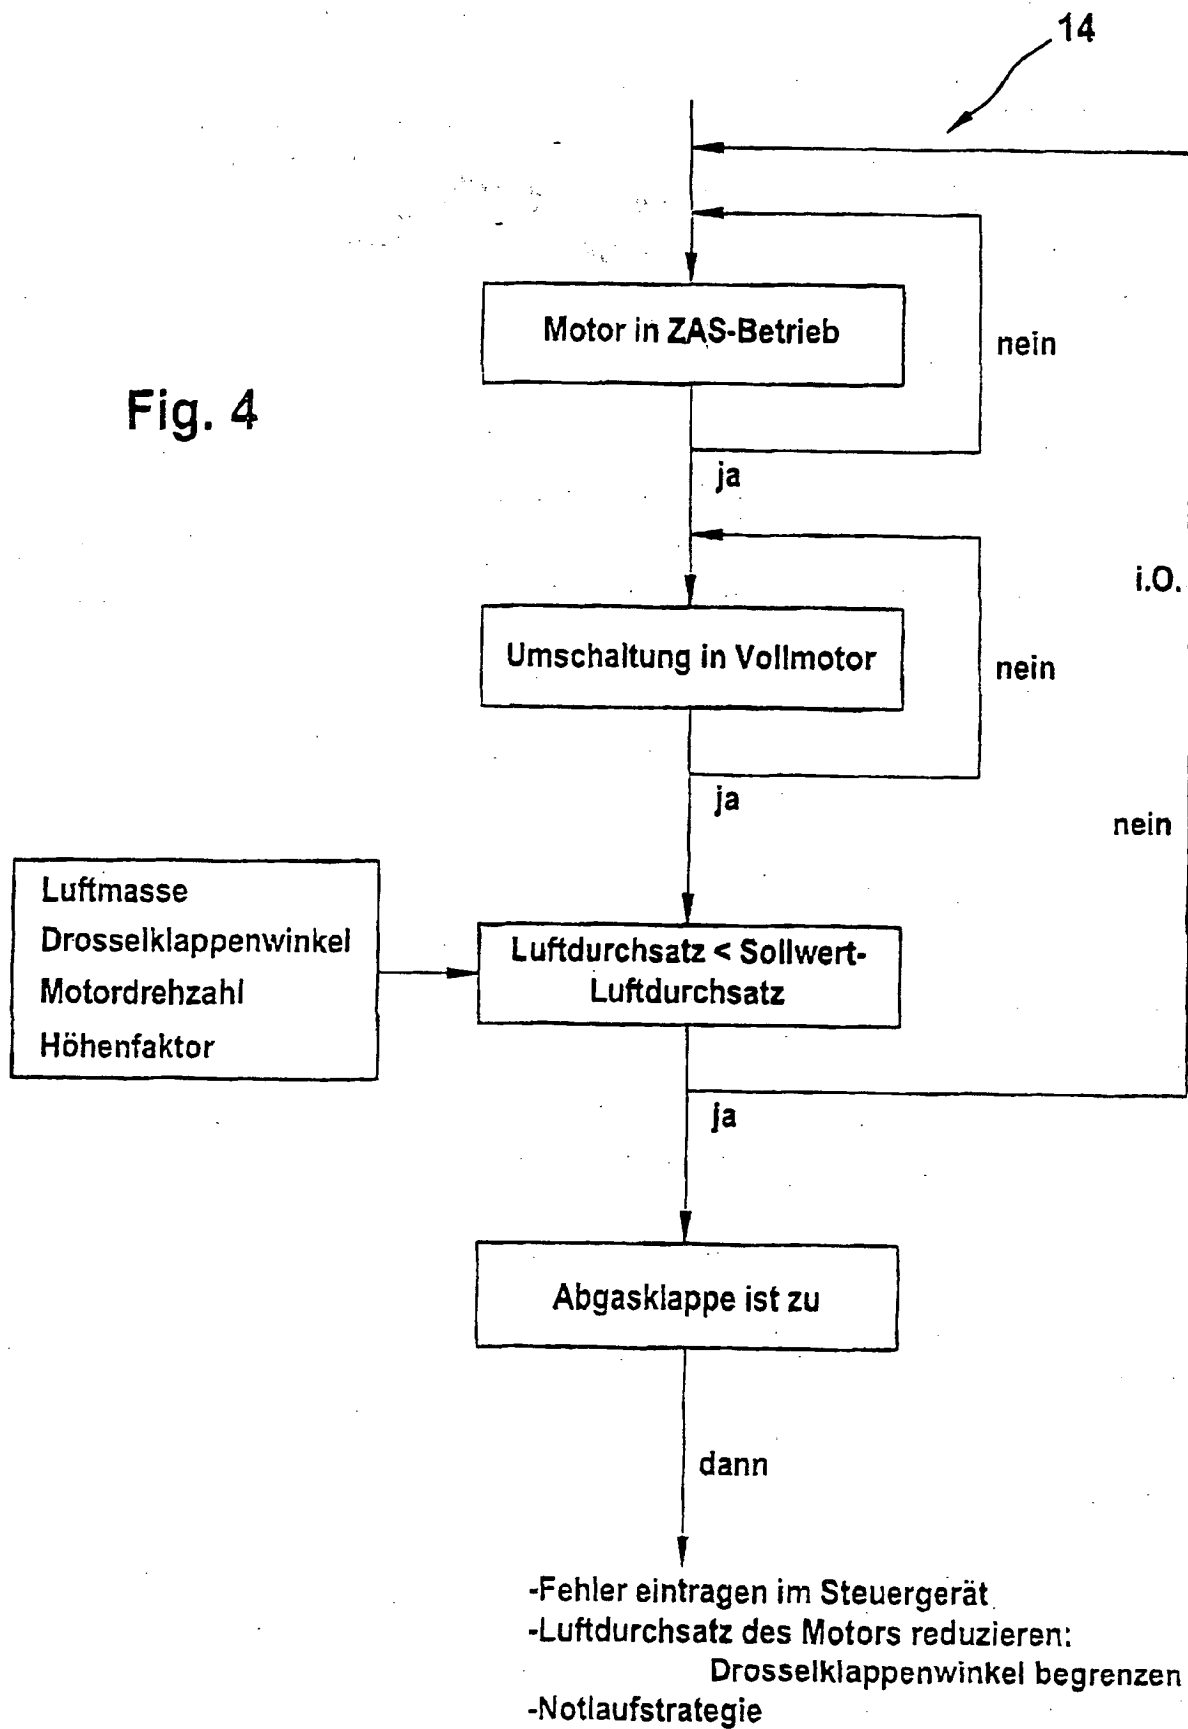 14
Motor in ZAS-Betrieb
nein
Fig. 4
ja
i.O.
Umschaltung in Vollmotor
nein
ja
nein
Luftmasse
Drosselklappenwinkel
Motordrehzahl
Höhenfaktor
Luftdurchsatz < Sollwert-
Luftdurchsatz
ja
Abgasklappe ist zu
dann
-Fehler eintragen im Steuergerät
-Luftdurchsatz des Motors reduzieren:
Drosselklappenwinkel begrenzen
-Notlaufstrategie